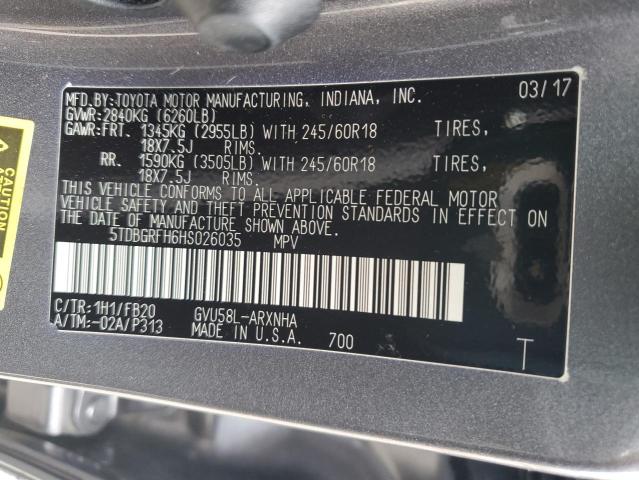 MFD.BY:TOYOTA MOTOR MANUFACTURING, INDIANA, INC. 03/17
GVWR:2840KG (6260LB)
GAWR:FRT. 1345KG (2955LB) WITH 245/60R18 TIRES,
18X7.5J RIMS.
RR. 1590KG (3505LB) WITH 245/60R18 TIRES,
18X7.5J RIMS.
THIS VEHICLE CONFORMS TO ALL APPLICABLE FEDERAL MOTOR
VEHICLE SAFETY AND THEFT PREVENTION STANDARDS IN EFFECT ON
THE DATE OF MANUFACTURE SHOWN ABOVE.
5TDBGRFH6HS026035 MPV
C/TR:1H1/FB20 GVU58L-ARXNHA
A/TM:-02A/P313 MADE IN U.S.A. 700 T
CAUTION